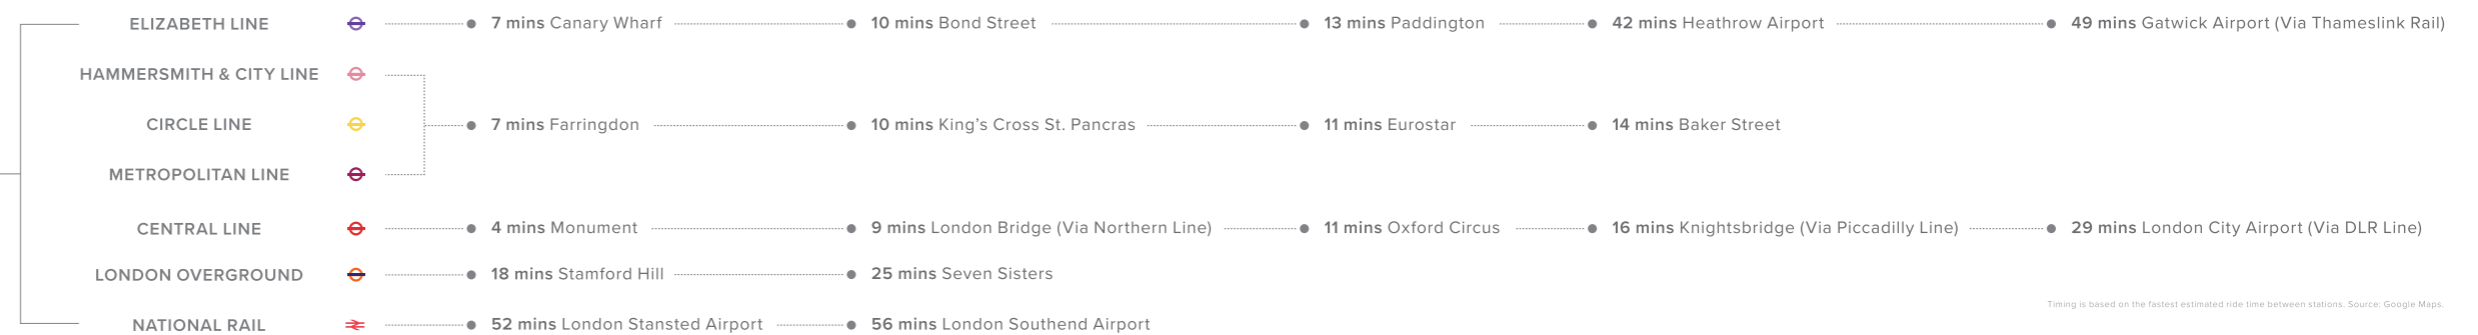 ELIZABETH LINE 7 mins Canary Wharf 10 mins Bond Street 13 mins Paddington 42 mins Heathrow Airport 49 mins Gatwick Airport (Via Thameslink Rail)
HAMMERSMITH & CITY LINE
CIRCLE LINE 7 mins Farringdon 10 mins King's Cross St. Pancras 11 mins Eurostar 14 mins Baker Street
METROPOLITAN LINE
CENTRAL LINE 4 mins Monument 9 mins London Bridge (Via Northern Line) 11 mins Oxford Circus 16 mins Knightsbridge (Via Piccadilly Line) 29 mins London City Airport (Via DLR Line)
LONDON OVERGROUND 18 mins Stamford Hill 25 mins Seven Sisters
Timing is based on the fastest estimated ride time between stations. Source: Google Maps.
NATIONAL RAIL 52 mins London Stansted Airport 56 mins London Southend Airport